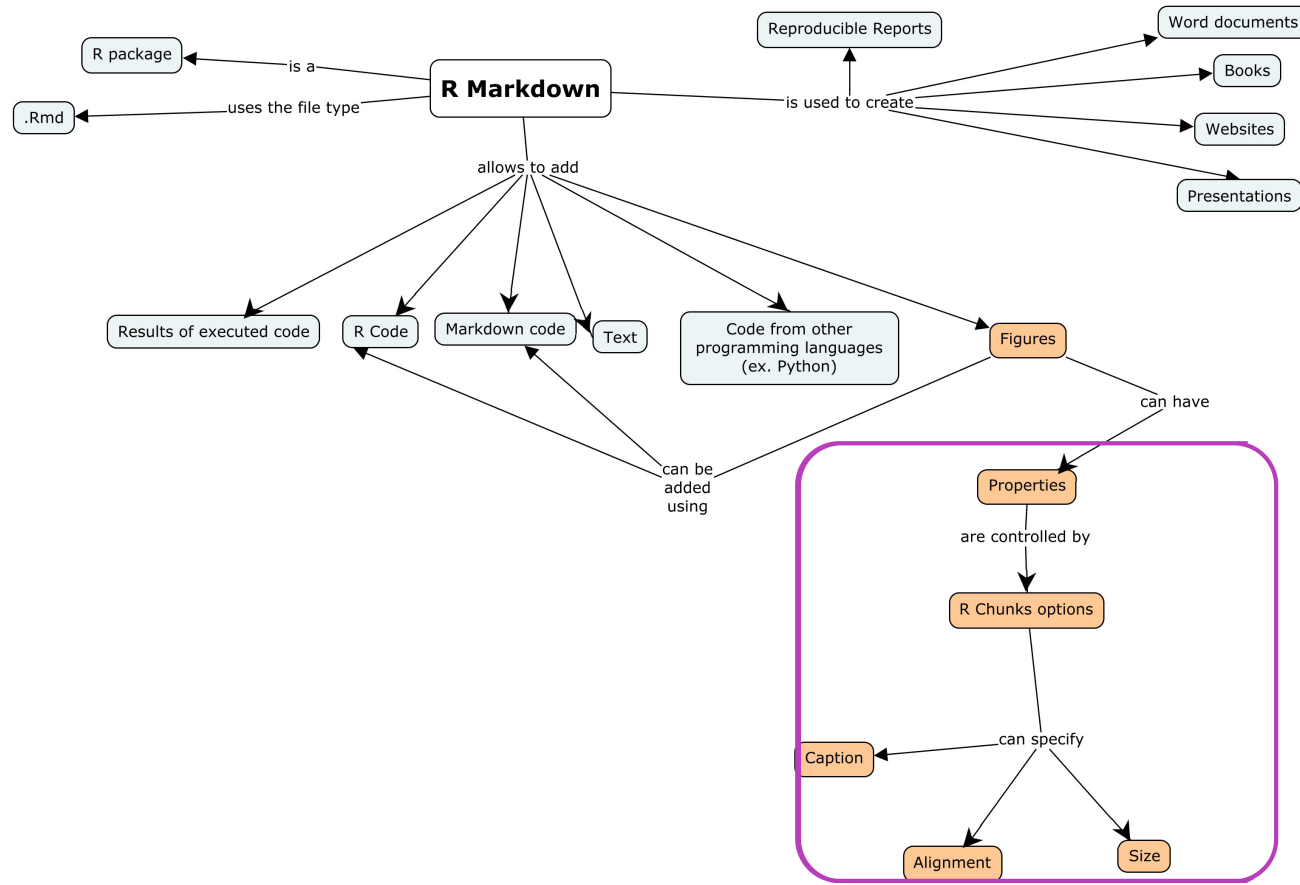 Reproducible Reports
Word documents
R package
is a
R Markdown
Books
uses the file type
is used to create
.Rmd
Websites
allows to add
Presentations
Results of executed code
R Code
Markdown code
Text
Code from other
programming languages
(ex. Python)
Figures
can have
can be
added
using
Properties
are controlled by
R Chunks options
can specify
Caption
Alignment
Size